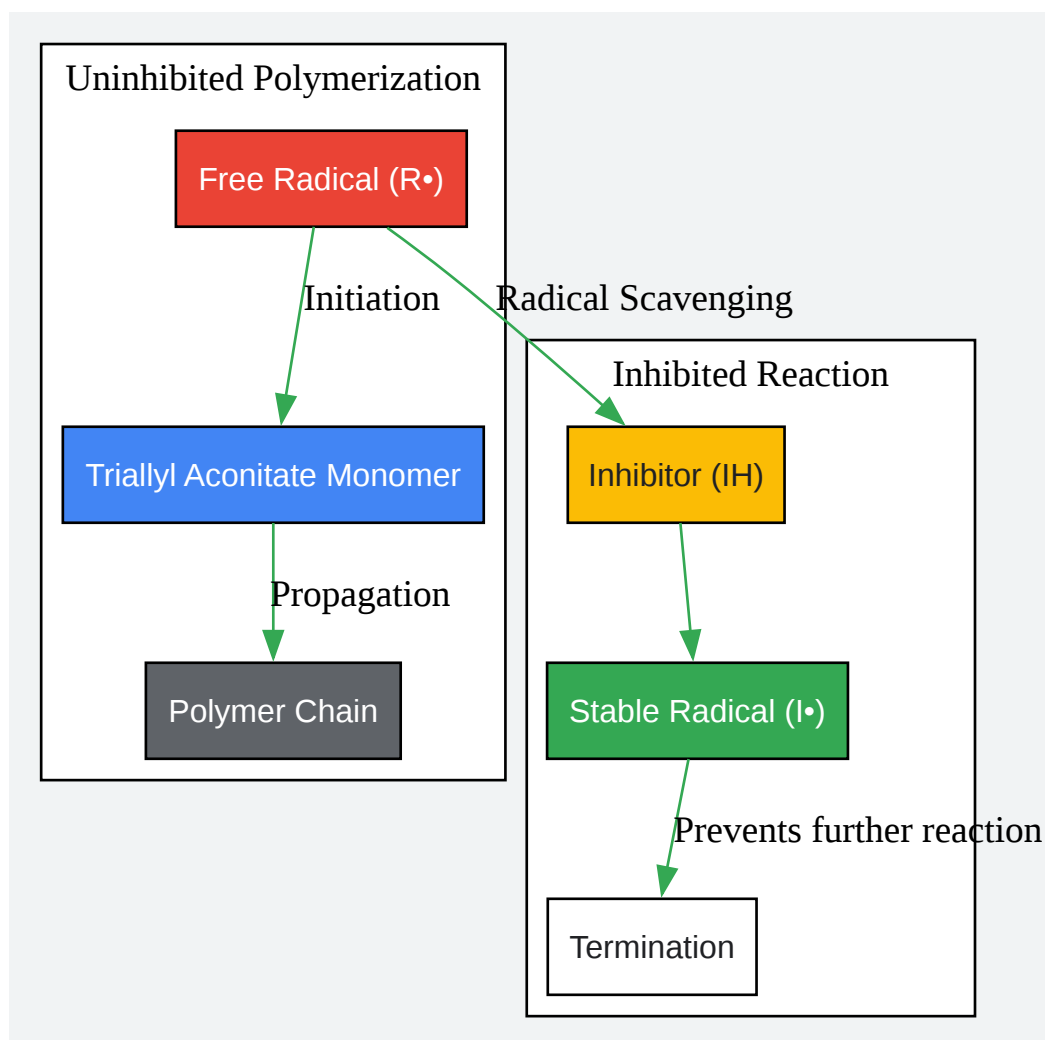 Uninhibited Polymerization
Free Radical (R•)
Initiation
Radical Scavenging
Triallyl Aconitate Monomer
Propagation
Polymer Chain
Inhibited Reaction
Inhibitor (IH)
Stable Radical (I•)
Prevents further reaction
Termination